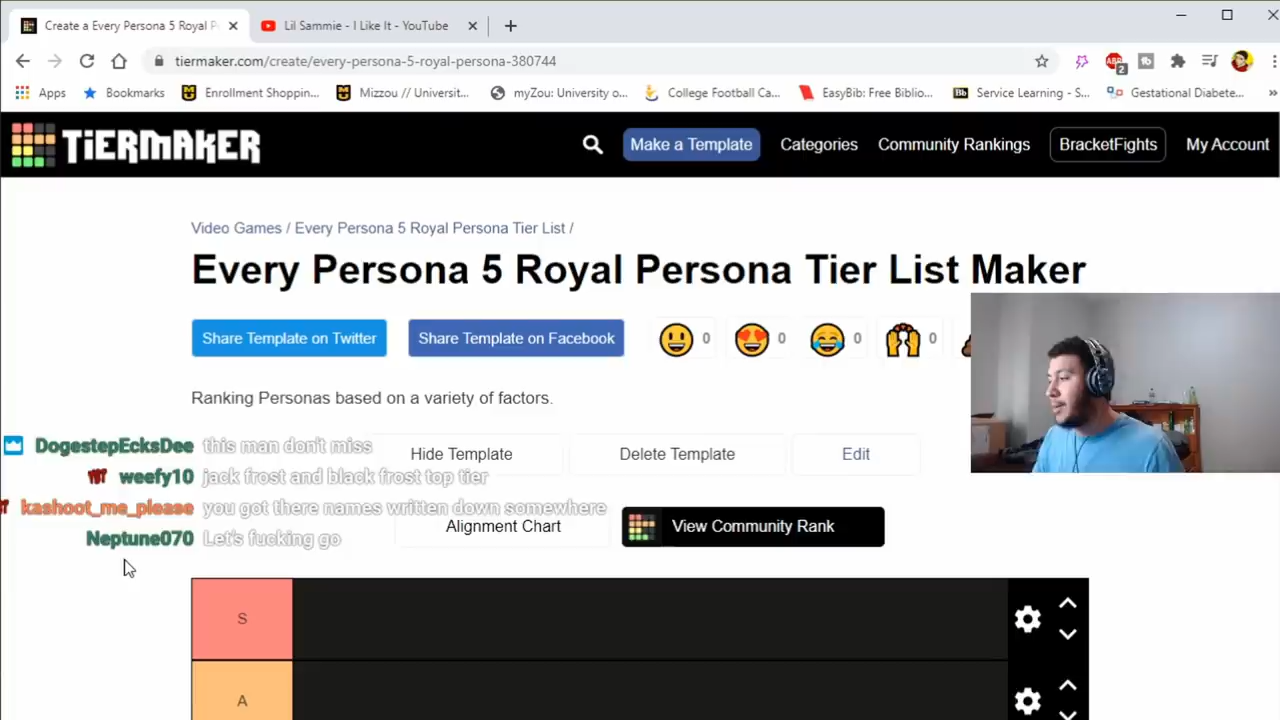 Create a Every Persona 5 Royal P
Lil Sammie - I Like It - YouTube
tiermaker.com/create/every-persona-5-royal-persona-380744
ABP
2
Apps
Bookmarks
Enrollment Shoppin...
Mizzou // Universit...
myZou: University o...
College Football Ca...
EasyBib: Free Biblio...
Bb
Service Learning - S...
Gestational Diabete...
»
TiERMAKER
Make a Template
Categories
Community Rankings
BracketFights
My Account
Video Games / Every Persona 5 Royal Persona Tier List /
Every Persona 5 Royal Persona Tier List Maker
Share Template on Twitter
Share Template on Facebook
0
0
0
0
Ranking Personas based on a variety of factors.
DogestepEcksDee this man don't miss
Hide Template
Delete Template
Edit
weefy10 jack frost and black frost top tier
kashoot_me_please you got there names written down somewhere
Alignment Chart
View Community Rank
Neptune070 Let's fucking go
S
A